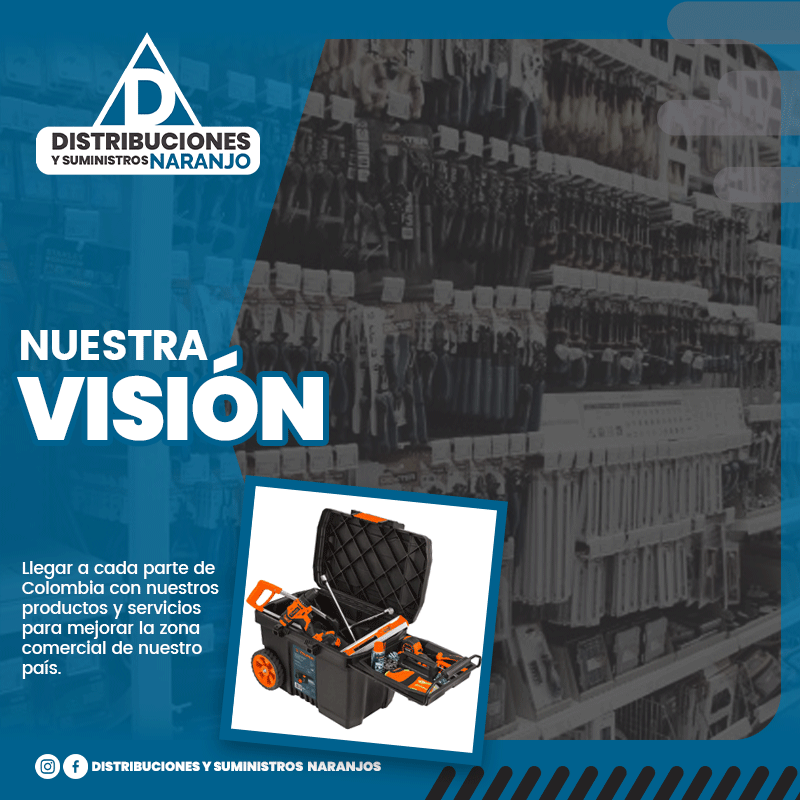 D
DISTRIBUCIONES
Y SUMINISTROS NARANJO
NUESTRA
VISIÓN
Llegar a cada parte de
Colombia con nuestros
productos y servicios
para mejorar la zona
comercial de nuestro
país.
DISTRIBUCIONES Y SUMINISTROS NARANJOS